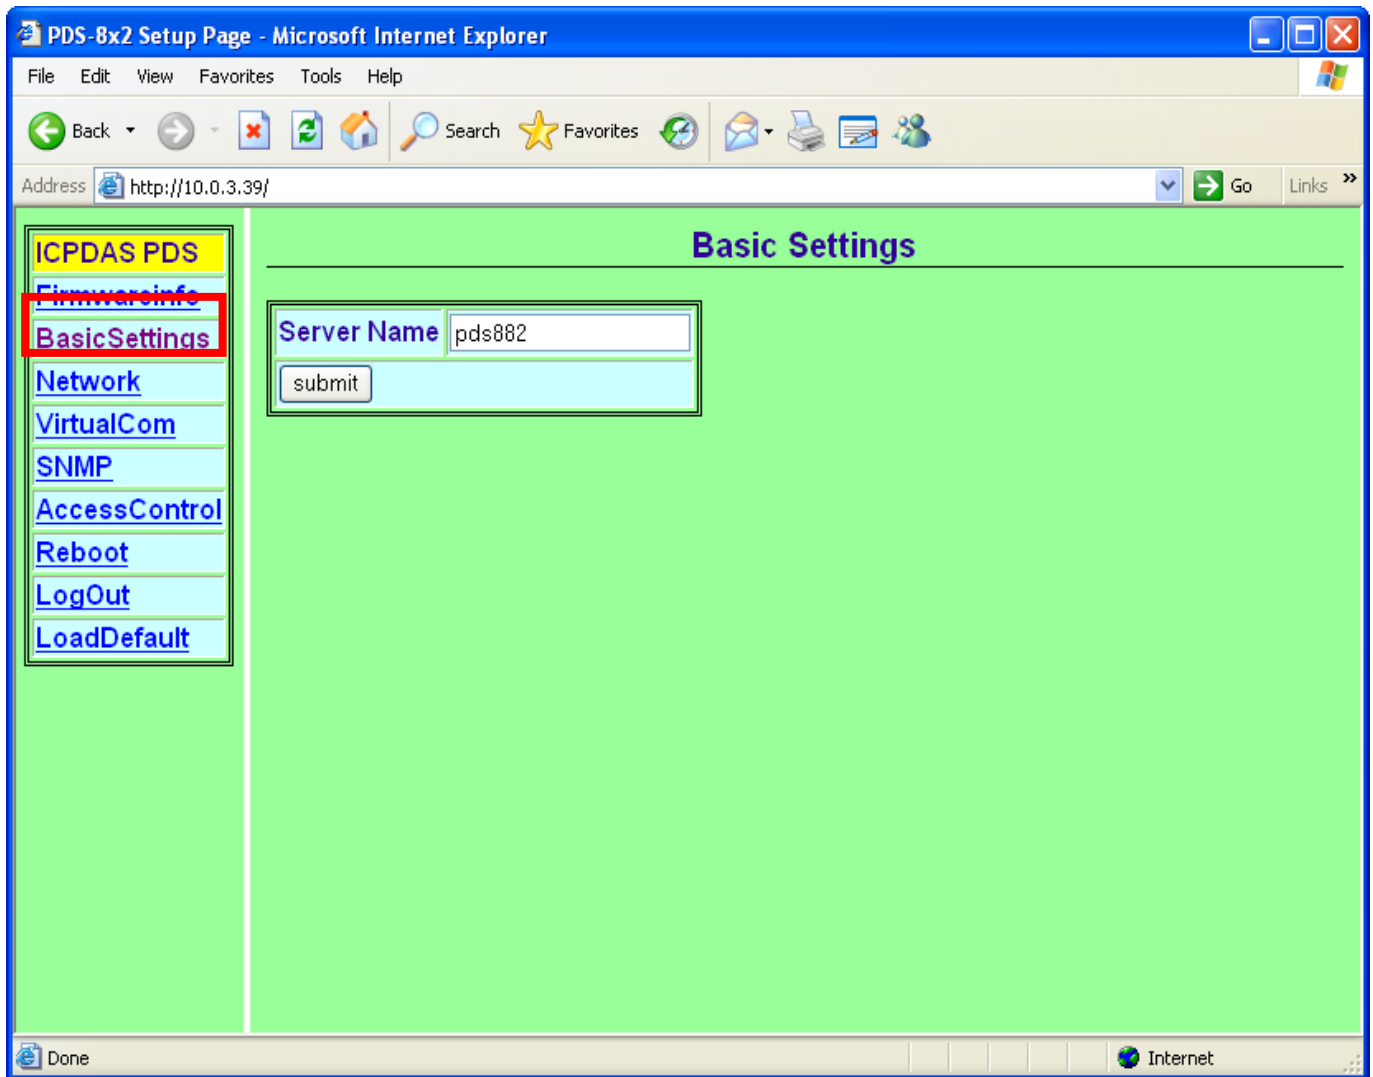 PDS-8x2 Setup Page - Microsoft Internet Explorer
File Edit View Favorites Tools Help
Back Search Favorites
Address http://10.0.3.39/ Go Links »
ICPDAS PDS
FirmwareInfo
BasicSettings
Network
VirtualCom
SNMP
AccessControl
Reboot
LogOut
LoadDefault
Basic Settings
Server Name pds882
submit
Done Internet